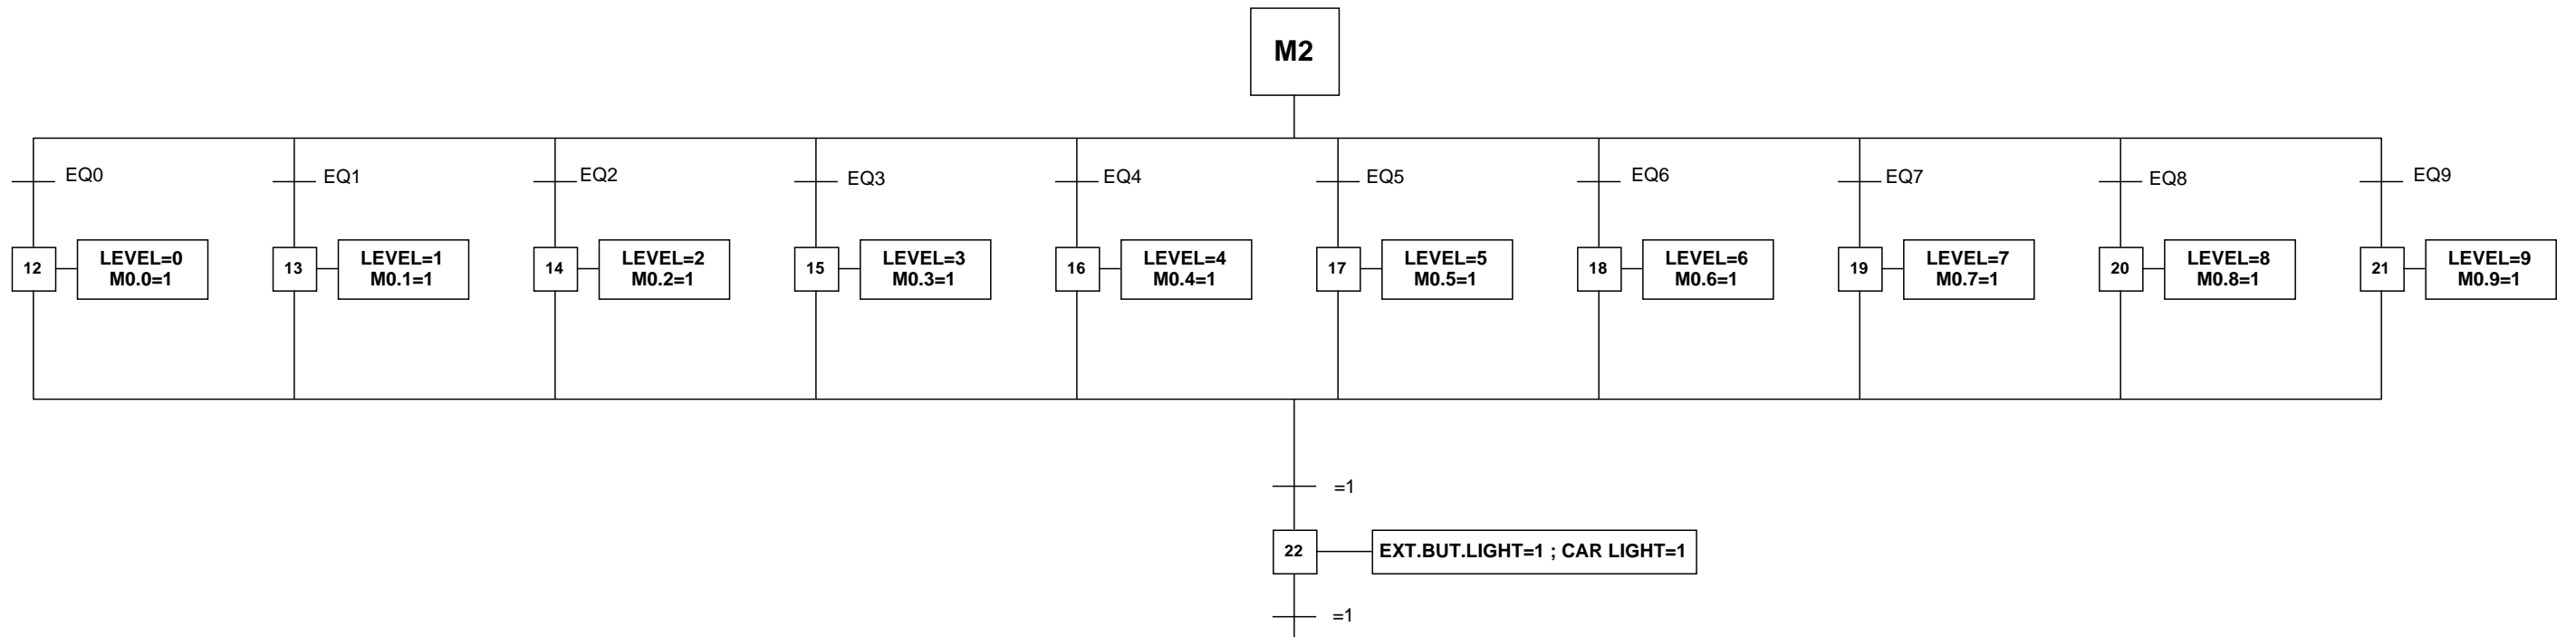 M2
EQ0
EQ1
EQ2
EQ3
EQ4
EQ5
EQ6
EQ7
EQ8
EQ9
12
LEVEL=0
M0.0=1
13
LEVEL=1
M0.1=1
14
LEVEL=2
M0.2=1
15
LEVEL=3
M0.3=1
16
LEVEL=4
M0.4=1
17
LEVEL=5
M0.5=1
18
LEVEL=6
M0.6=1
19
LEVEL=7
M0.7=1
20
LEVEL=8
M0.8=1
21
LEVEL=9
M0.9=1
=1
22
EXT.BUT.LIGHT=1 ; CAR LIGHT=1
=1